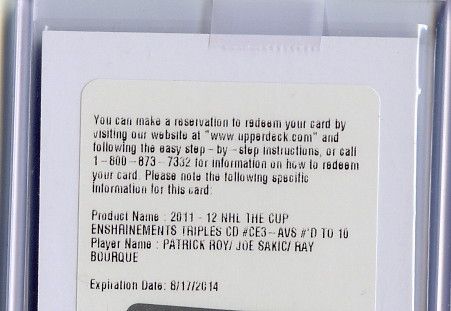 You can make a reservation to redeem your card by
visiting our website at "www.upperdeck.com" and
following the easy step - by - step instructions, or call
1-800-873-7332 for information on how to redeem
your card. Please note the following specific
information for this card:
Product Name : 2011 - 12 NHL THE CUP
ENSHRINEMENTS TRIPLES CD #CE3-AVS #'D TO 10
Player Name : PATRICK ROY/ JOE SAKIC/ RAY
BOURQUE
Expiration Date: 8/17/2014